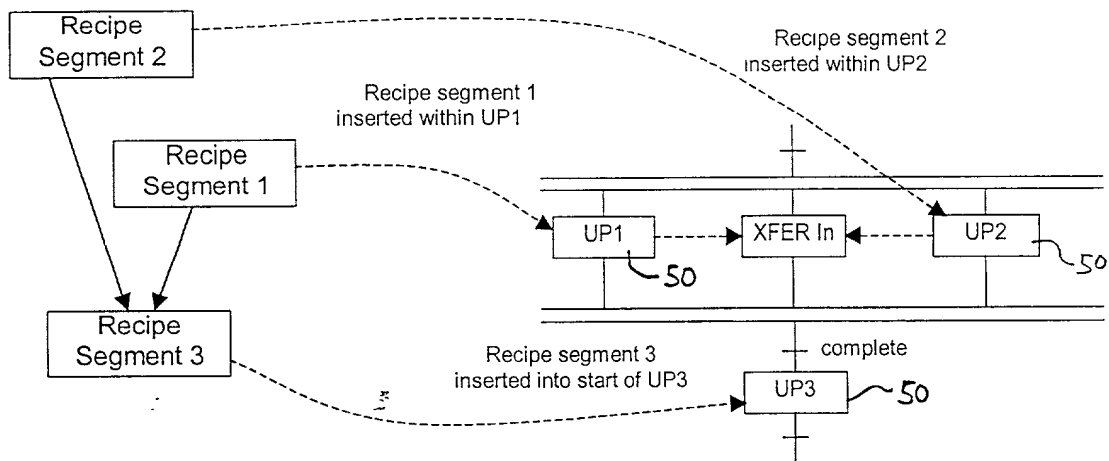 Recipe
Segment 2
Recipe segment 2
inserted within UP2
Recipe segment 1
inserted within UP1
Recipe
Segment 1
UP1
XFER In
UP2
50
50
Recipe
Segment 3
Recipe segment 3
inserted into start of UP3
complete
UP3
50